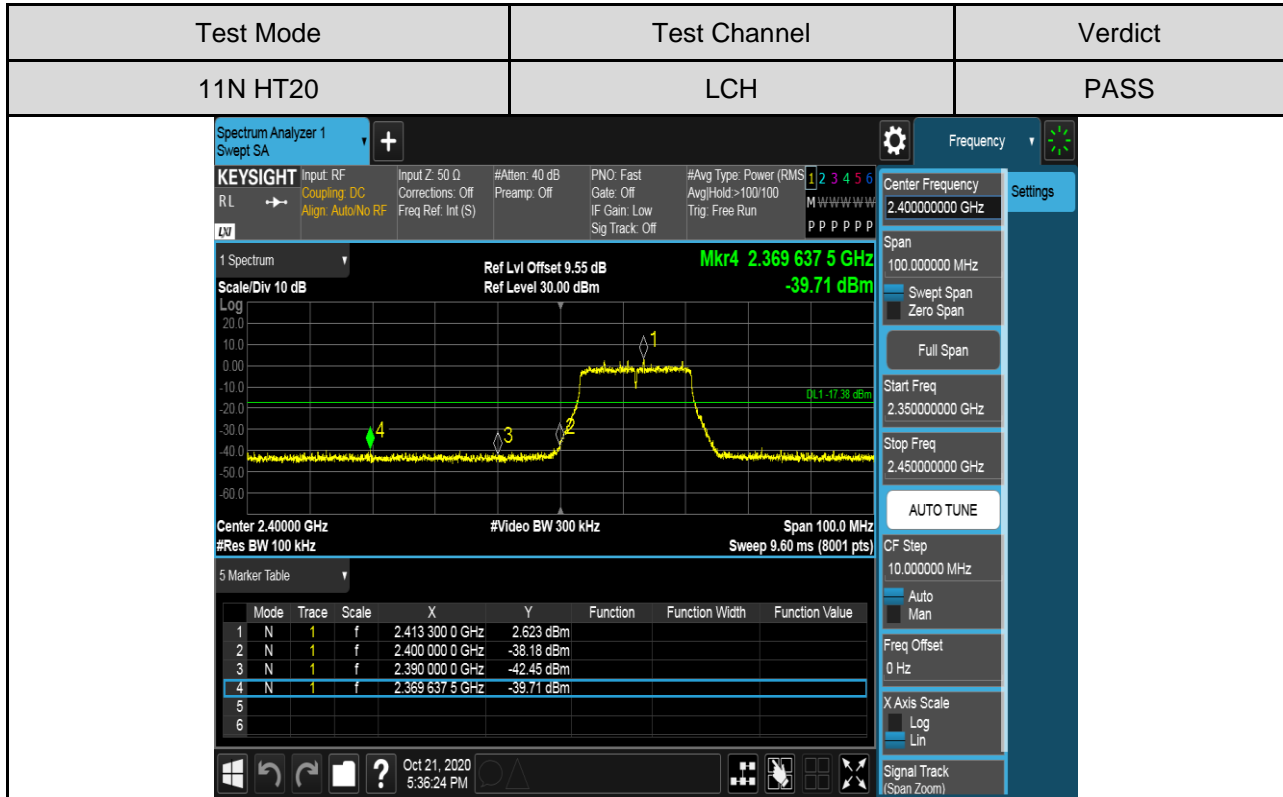 Test Mode Test Channel Verdict
11N HT20 LCH PASS
Spectrum Analyzer 1
Swept SA
+
Frequency
KEYSIGHT
RL
LXI
Input: RF
Coupling: DC
Align: Auto/No RF
Input Z: 50 Ω
Corrections: Off
Freq Ref: Int (S)
#Atten: 40 dB
Preamp: Off
PNO: Fast
Gate: Off
IF Gain: Low
Sig Track: Off
#Avg Type: Power (RMS
Avg|Hold:>100/100
Trig: Free Run
1 2 3 4 5 6
M W W W W W
P P P P P P
1 Spectrum
Scale/Div 10 dB
Ref Lvl Offset 9.55 dB
Ref Level 30.00 dBm
Mkr4 2.369 637 5 GHz
-39.71 dBm
Log
20.0
10.0
0.00
-10.0
-20.0
-30.0
-40.0
-50.0
-60.0
1
2
3
4
DL1 -17.38 dBm
Center 2.40000 GHz #Video BW 300 kHz Span 100.0 MHz
#Res BW 100 kHz Sweep 9.60 ms (8001 pts)
5 Marker Table
Mode Trace Scale X Y Function Function Width Function Value
1 N 1 f 2.413 300 0 GHz 2.623 dBm
2 N 1 f 2.400 000 0 GHz -38.18 dBm
3 N 1 f 2.390 000 0 GHz -42.45 dBm
4 N 1 f 2.369 637 5 GHz -39.71 dBm
5
6
?
Oct 21, 2020
5:36:24 PM
Center Frequency
2.400000000 GHz
Settings
Span
100.000000 MHz
Swept Span
Zero Span
Full Span
Start Freq
2.350000000 GHz
Stop Freq
2.450000000 GHz
AUTO TUNE
CF Step
10.000000 MHz
Auto
Man
Freq Offset
0 Hz
X Axis Scale
Log
Lin
Signal Track
(Span Zoom)